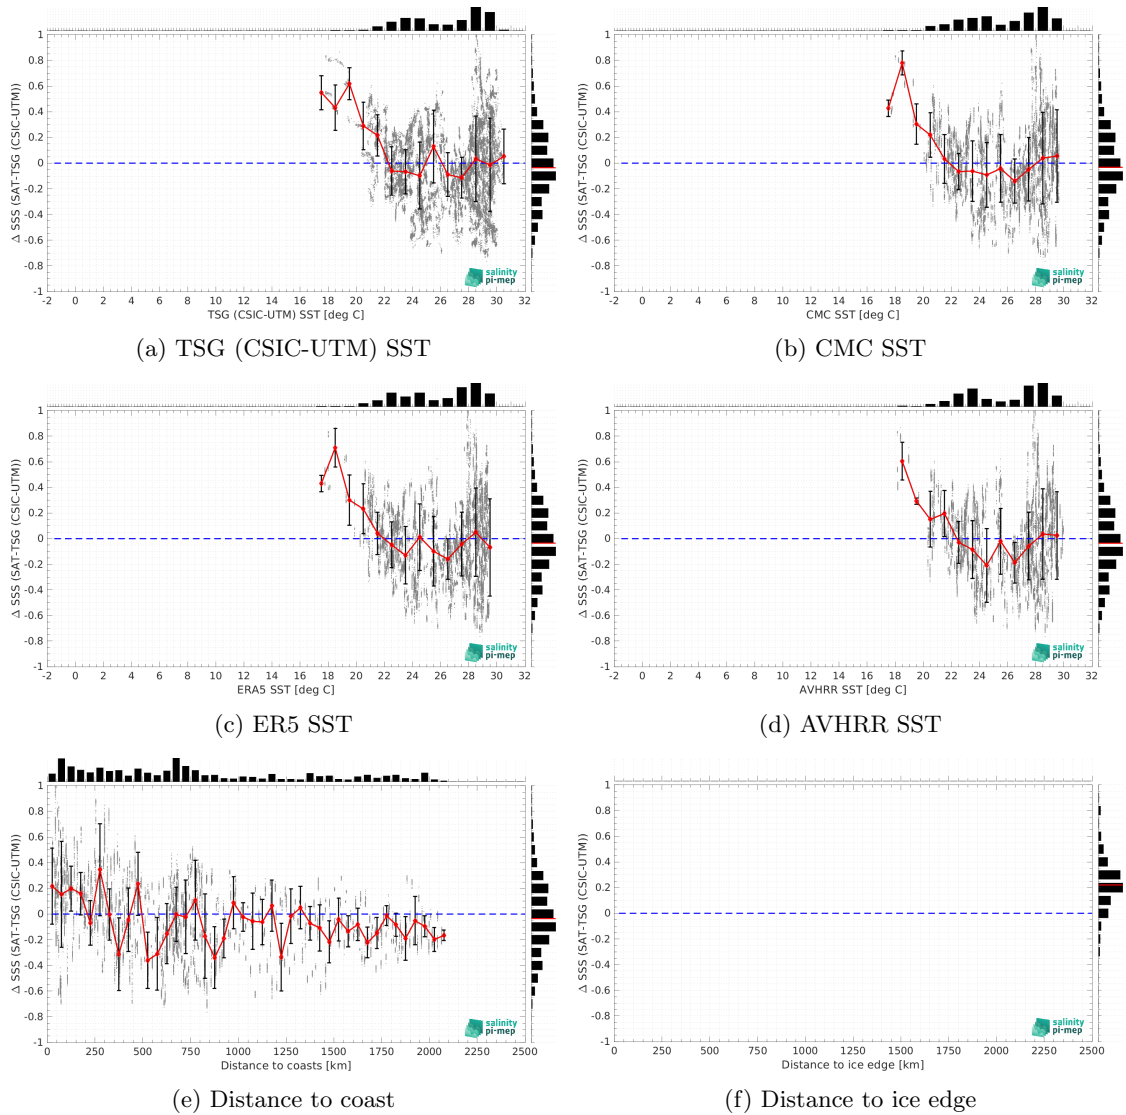 Δ SSS (SAT-TSG (CSIC-UTM))
1
0.8
0.6
0.4
0.2
0
-0.2
-0.4
-0.6
-0.8
-1
salinity
pi-mep
-2 0 2 4 6 8 10 12 14 16 18 20 22 24 26 28 30 32
TSG (CSIC-UTM) SST [deg C]
(a) TSG (CSIC-UTM) SST
Δ SSS (SAT-TSG (CSIC-UTM))
1
0.8
0.6
0.4
0.2
0
-0.2
-0.4
-0.6
-0.8
-1
salinity
pi-mep
-2 0 2 4 6 8 10 12 14 16 18 20 22 24 26 28 30 32
CMC SST [deg C]
(b) CMC SST
Δ SSS (SAT-TSG (CSIC-UTM))
1
0.8
0.6
0.4
0.2
0
-0.2
-0.4
-0.6
-0.8
-1
salinity
pi-mep
-2 0 2 4 6 8 10 12 14 16 18 20 22 24 26 28 30 32
ERA5 SST [deg C]
(c) ER5 SST
Δ SSS (SAT-TSG (CSIC-UTM))
1
0.8
0.6
0.4
0.2
0
-0.2
-0.4
-0.6
-0.8
-1
salinity
pi-mep
-2 0 2 4 6 8 10 12 14 16 18 20 22 24 26 28 30 32
AVHRR SST [deg C]
(d) AVHRR SST
Δ SSS (SAT-TSG (CSIC-UTM))
1
0.8
0.6
0.4
0.2
0
-0.2
-0.4
-0.6
-0.8
-1
salinity
pi-mep
0 250 500 750 1000 1250 1500 1750 2000 2250 2500
Distance to coasts [km]
(e) Distance to coast
Δ SSS (SAT-TSG (CSIC-UTM))
1
0.8
0.6
0.4
0.2
0
-0.2
-0.4
-0.6
-0.8
-1
salinity
pi-mep
0 250 500 750 1000 1250 1500 1750 2000 2250 2500
Distance to ice edge [km]
(f) Distance to ice edge